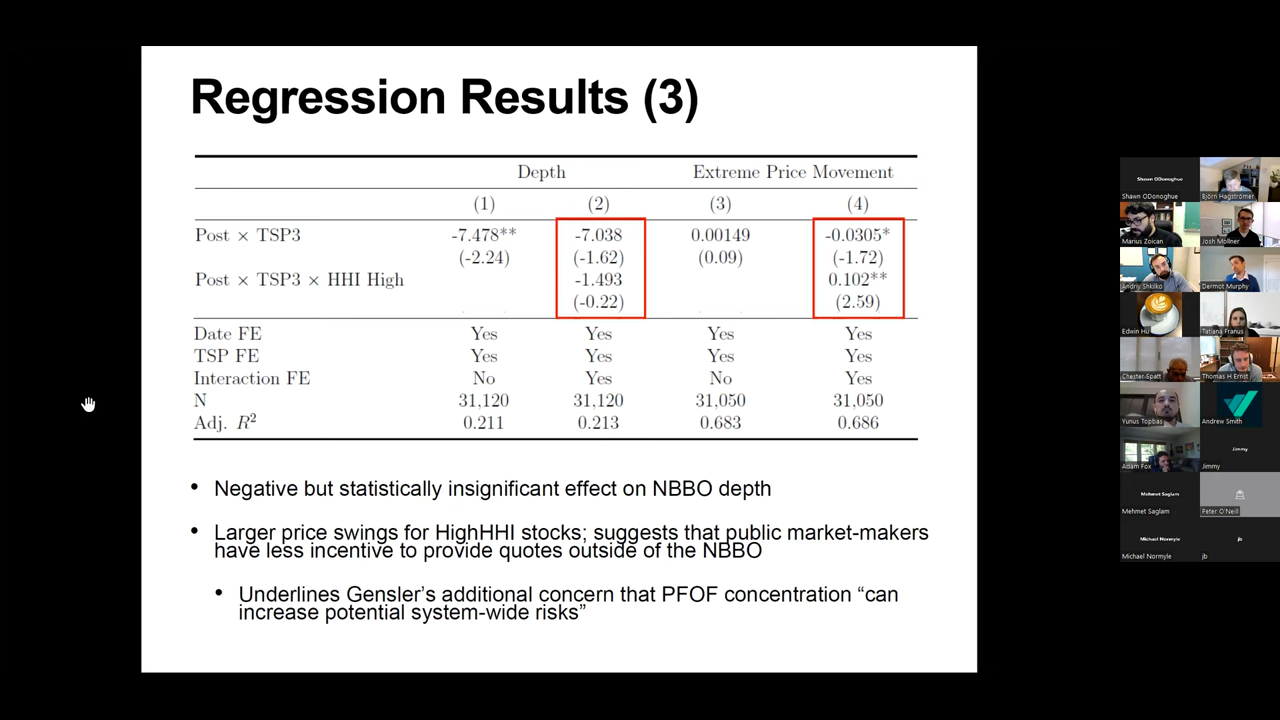 Regression Results (3)
Depth Extreme Price Movement
(1) (2) (3) (4)
Post × TSP3 -7.478** -7.038 0.00149 -0.0305*
(-2.24) (-1.62) (0.09) (-1.72)
Post × TSP3 × HHI High -1.493 0.102**
(-0.22) (2.59)
Date FE Yes Yes Yes Yes
TSP FE Yes Yes Yes Yes
Interaction FE No Yes No Yes
N 31,120 31,120 31,050 31,050
Adj. R² 0.211 0.213 0.683 0.686
• Negative but statistically insignificant effect on NBBO depth
• Larger price swings for HighHHI stocks; suggests that public market-makers
have less incentive to provide quotes outside of the NBBO
• Underlines Gensler's additional concern that PFOF concentration “can
increase potential system-wide risks”
Shawn ODonoghue
Shawn ODonoghue Björn Hagströmer
Marius Zoican Josh Mollner
Andriy Shkilko Dermot Murphy
Edwin Hu Tatiana Franus
Chester Spatt Thomas H Ernst
Yunus Topbas Andrew Smith
Jimmy
Adam Fox Jimmy
Mehmet Saglam
Mehmet Saglam Peter O'Neill
Michael Normyle jb
Michael Normyle jb